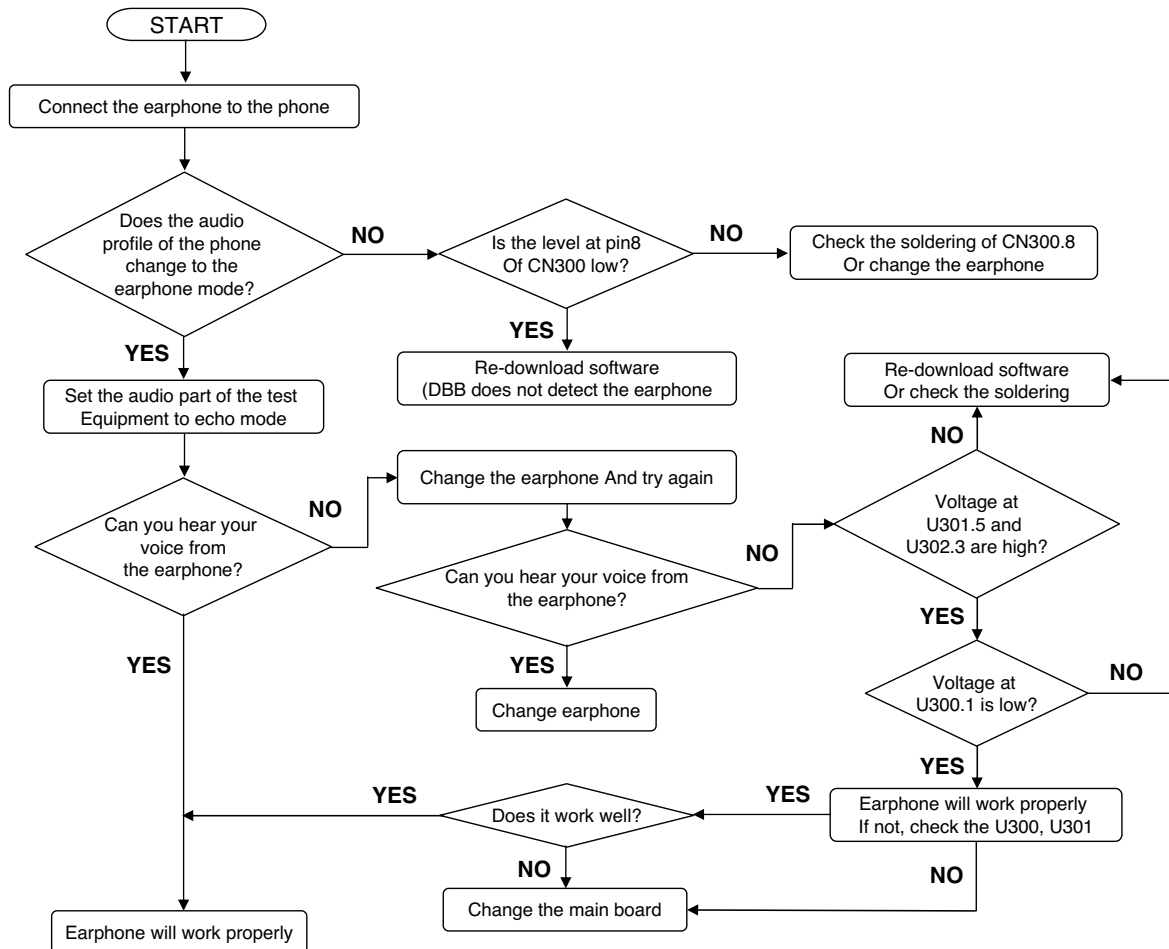 START
Connect the earphone to the phone
Does the audio
profile of the phone
change to the
earphone mode?
NO
Is the level at pin8
Of CN300 low?
NO
Check the soldering of CN300.8
Or change the earphone
YES
YES
Re-download software
(DBB does not detect the earphone
Re-download software
Or check the soldering
Set the audio part of the test
Equipment to echo mode
NO
Change the earphone And try again
NO
Can you hear your
voice from
the earphone?
Voltage at
U301.5 and
U302.3 are high?
NO
Can you hear your voice from
the earphone?
YES
YES
YES
NO
Voltage at
U300.1 is low?
Change earphone
YES
YES
YES
Does it work well?
Earphone will work properly
If not, check the U300, U301
NO
NO
Change the main board
Earphone will work properly